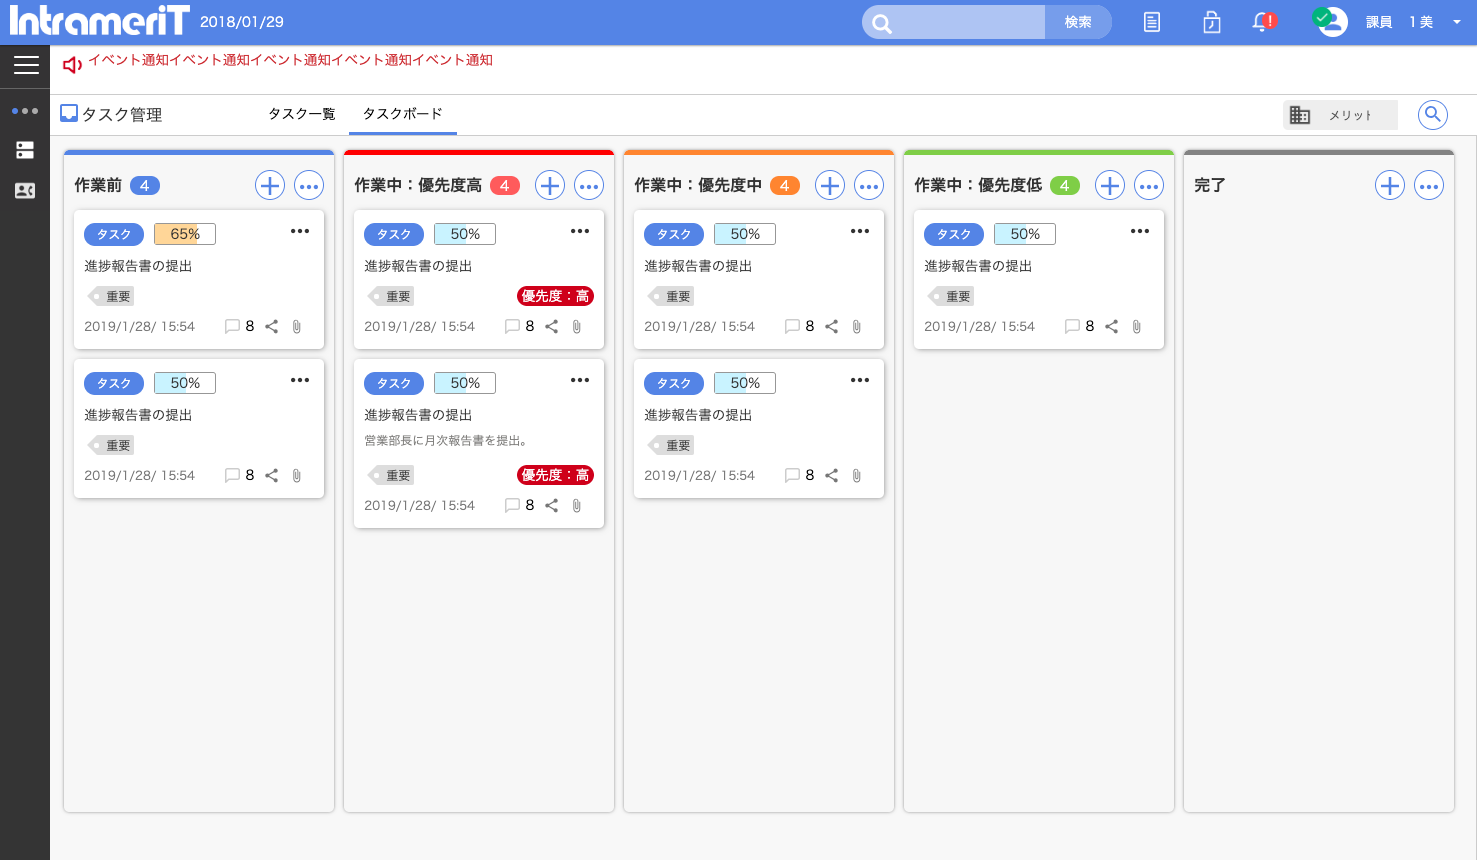 IntrameriT 2018/01/29 検索 課員 1 美
イベント通知イベント通知イベント通知イベント通知イベント通知
タスク管理 タスク一覧 タスクボード メリット
作業前 4
タスク 65%
進捗報告書の提出
重要
2019/1/28/ 15:54 8
タスク 50%
進捗報告書の提出
重要
2019/1/28/ 15:54 8
作業中：優先度高 4
タスク 50%
進捗報告書の提出
重要 優先度：高
2019/1/28/ 15:54 8
タスク 50%
進捗報告書の提出
営業部長に月次報告書を提出。
重要 優先度：高
2019/1/28/ 15:54 8
作業中：優先度中 4
タスク 50%
進捗報告書の提出
重要
2019/1/28/ 15:54 8
タスク 50%
進捗報告書の提出
重要
2019/1/28/ 15:54 8
作業中：優先度低 4
タスク 50%
進捗報告書の提出
重要
2019/1/28/ 15:54 8
完了